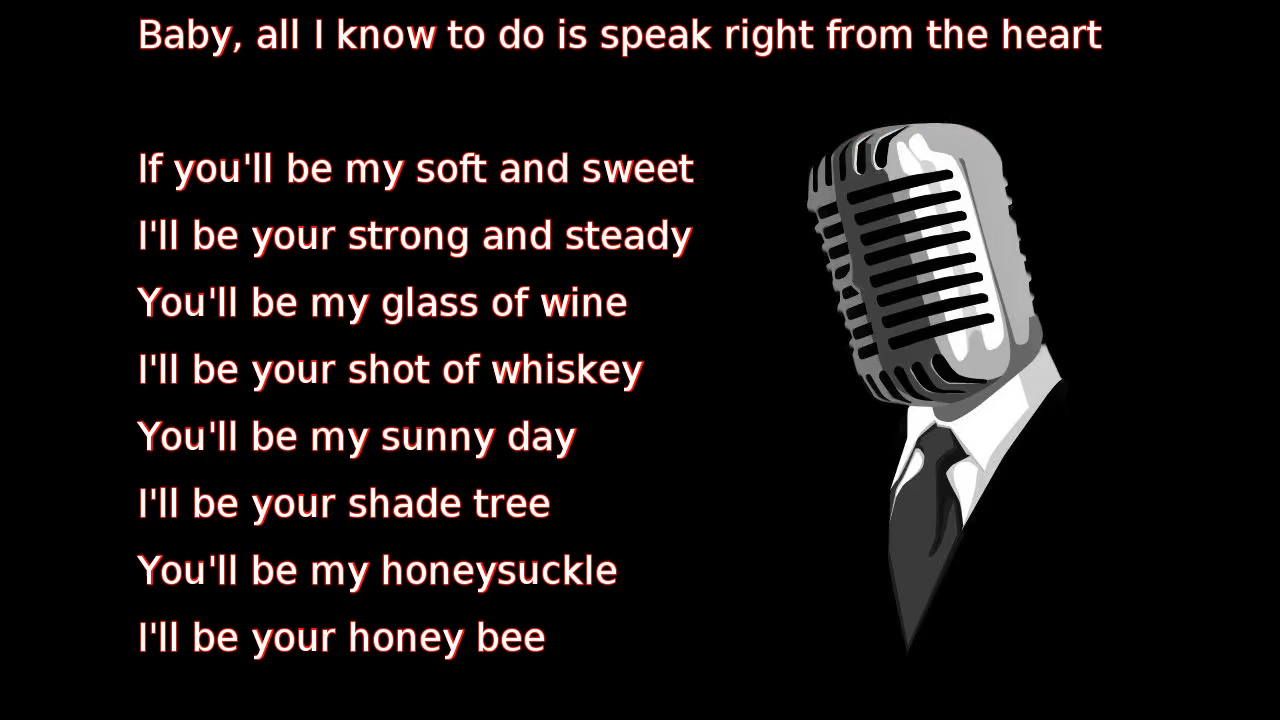 Baby, all I know to do is speak right from the heart
If you'll be my soft and sweet
I'll be your strong and steady
You'll be my glass of wine
I'll be your shot of whiskey
You'll be my sunny day
I'll be your shade tree
You'll be my honeysuckle
I'll be your honey bee